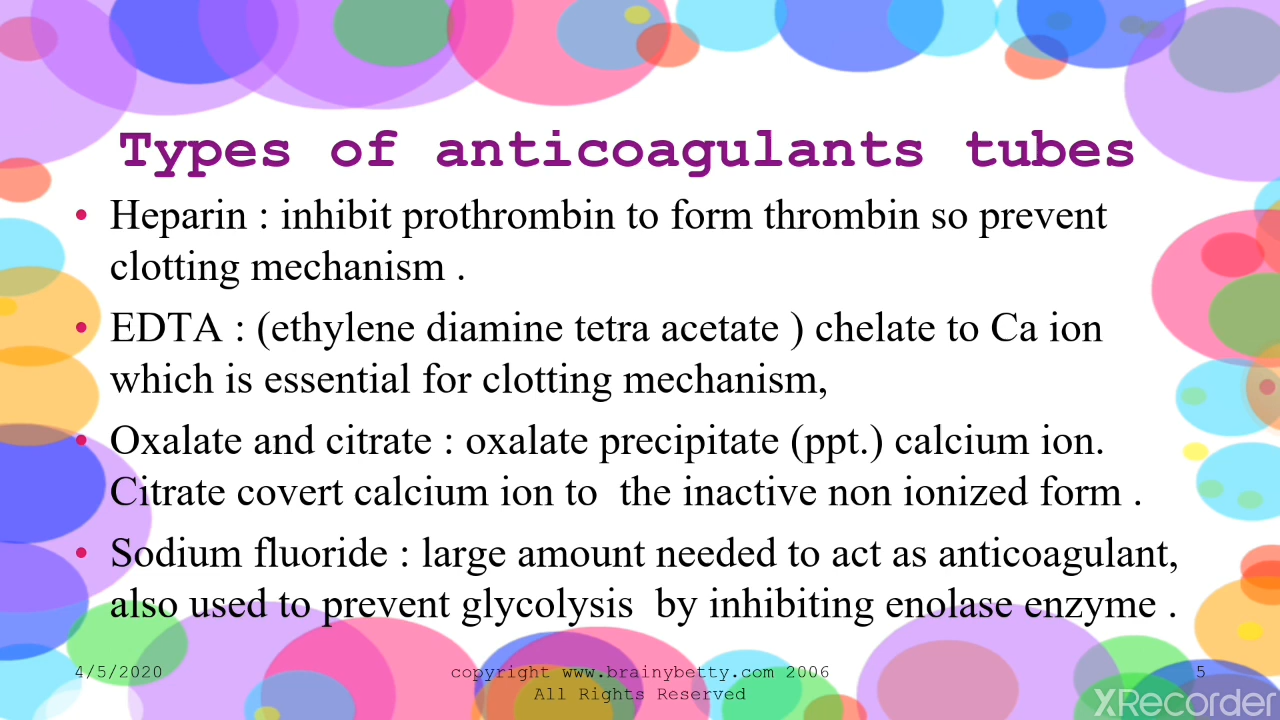 Types of anticoagulants tubes
• Heparin : inhibit prothrombin to form thrombin so prevent
clotting mechanism .
• EDTA : (ethylene diamine tetra acetate ) chelate to Ca ion
which is essential for clotting mechanism,
• Oxalate and citrate : oxalate precipitate (ppt.) calcium ion.
Citrate covert calcium ion to  the inactive non ionized form .
• Sodium fluoride : large amount needed to act as anticoagulant,
also used to prevent glycolysis  by inhibiting enolase enzyme .
4/5/2020
copyright www.brainybetty.com 2006
All Rights Reserved
5
XRecorder